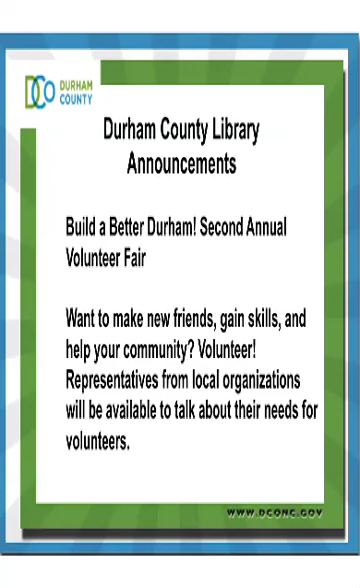 DCO DURHAM
COUNTY
Durham County Library
Announcements
Build a Better Durham! Second Annual
Volunteer Fair
Want to make new friends, gain skills, and
help your community? Volunteer!
Representatives from local organizations
will be available to talk about their needs for
volunteers.
WWW.DCONC.GOV